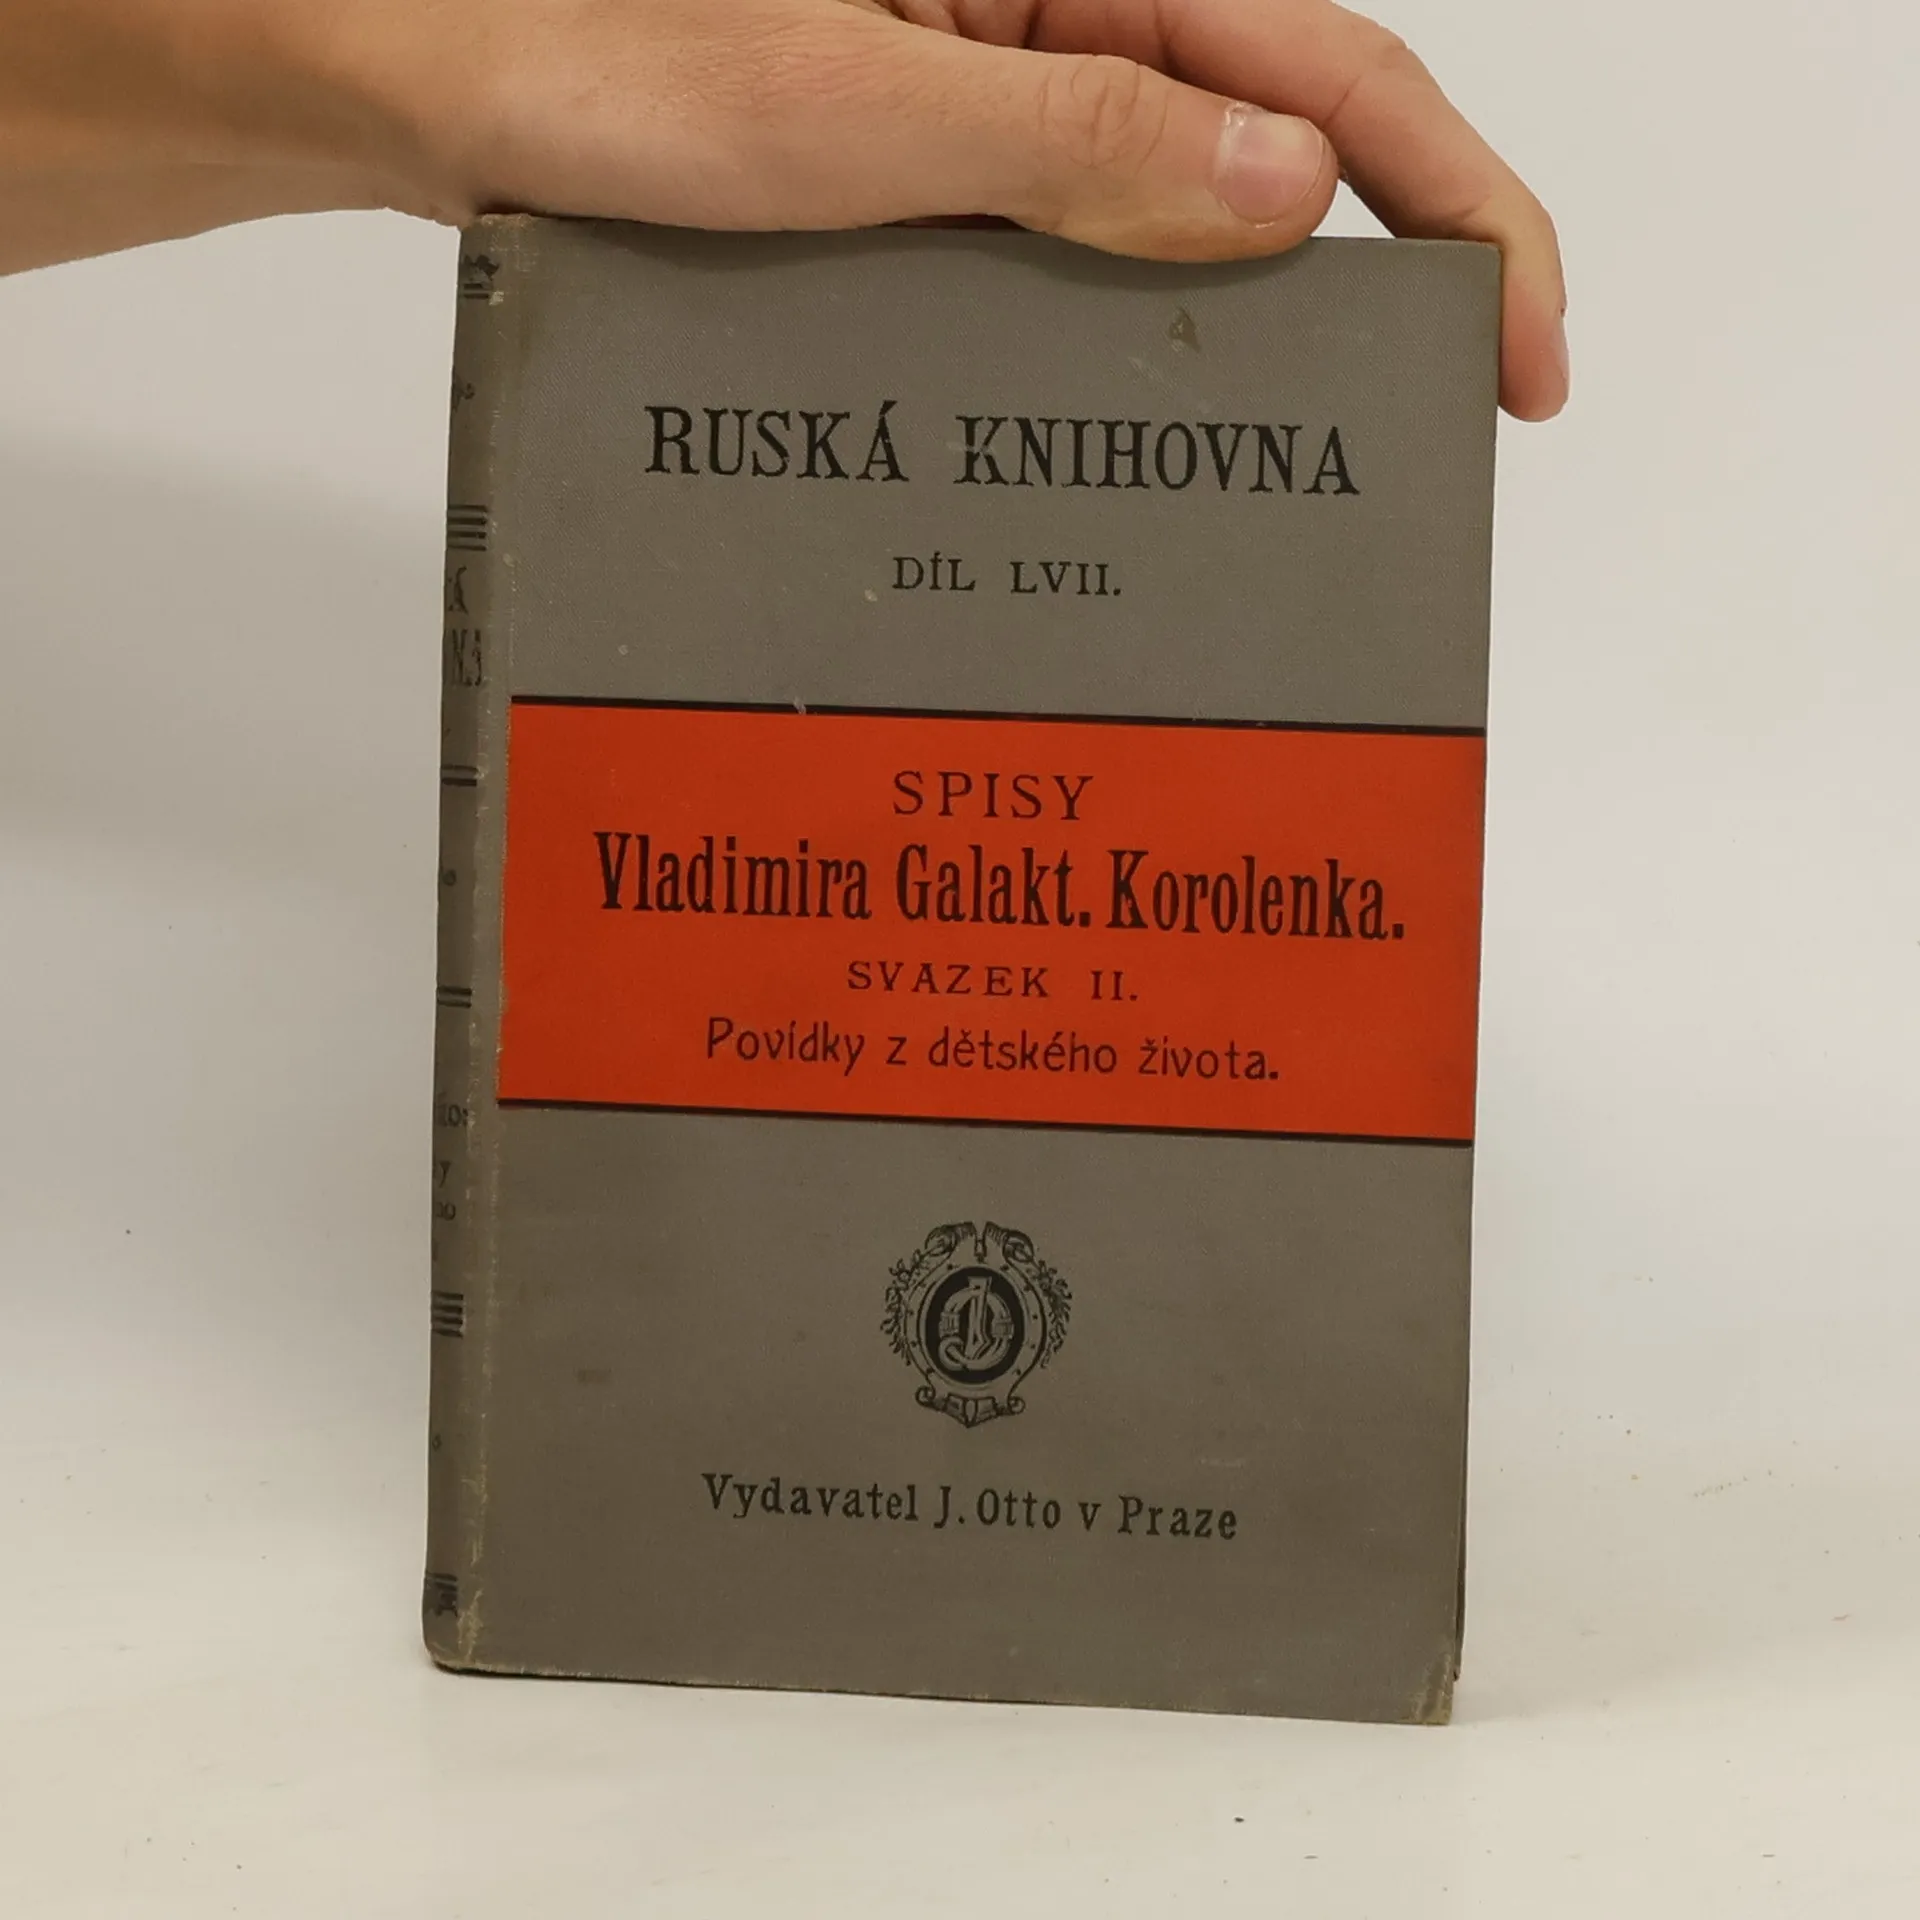 RUSKÁ KNIHOVNA
DÍL LVII.
SPISY
Vladimira Galakt. Korolenka.
SVAZEK II.
Povídky z dětského života.
Vydavatel J. Otto v Praze